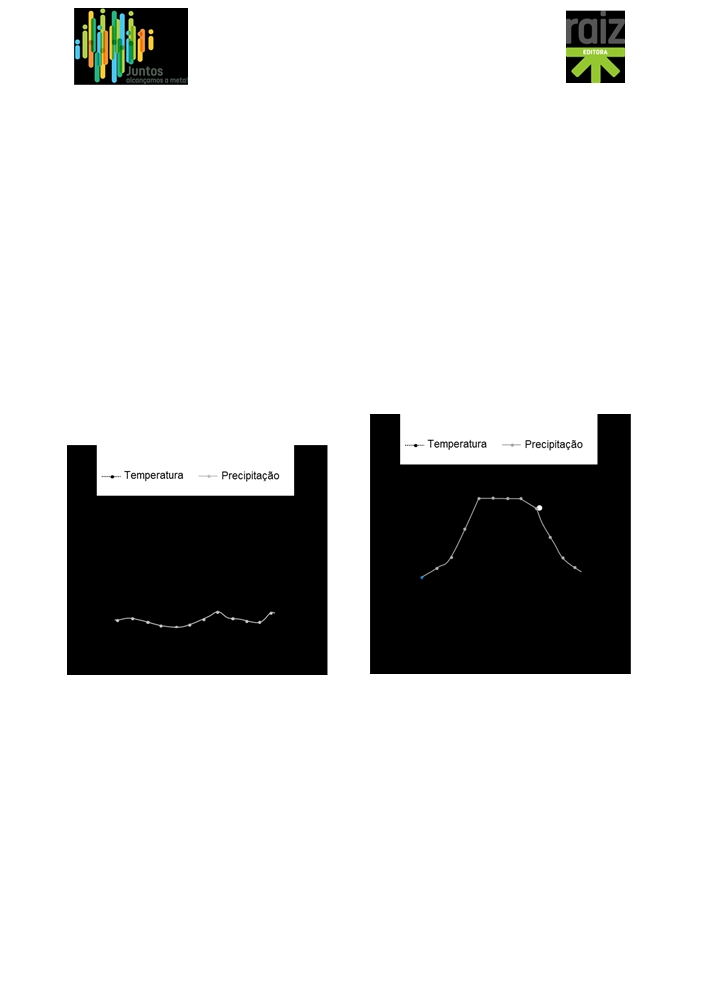 Juntos
alcançamos a meta!
raiz
EDITORA
Temperatura
Precipitação
Temperatura
Precipitação